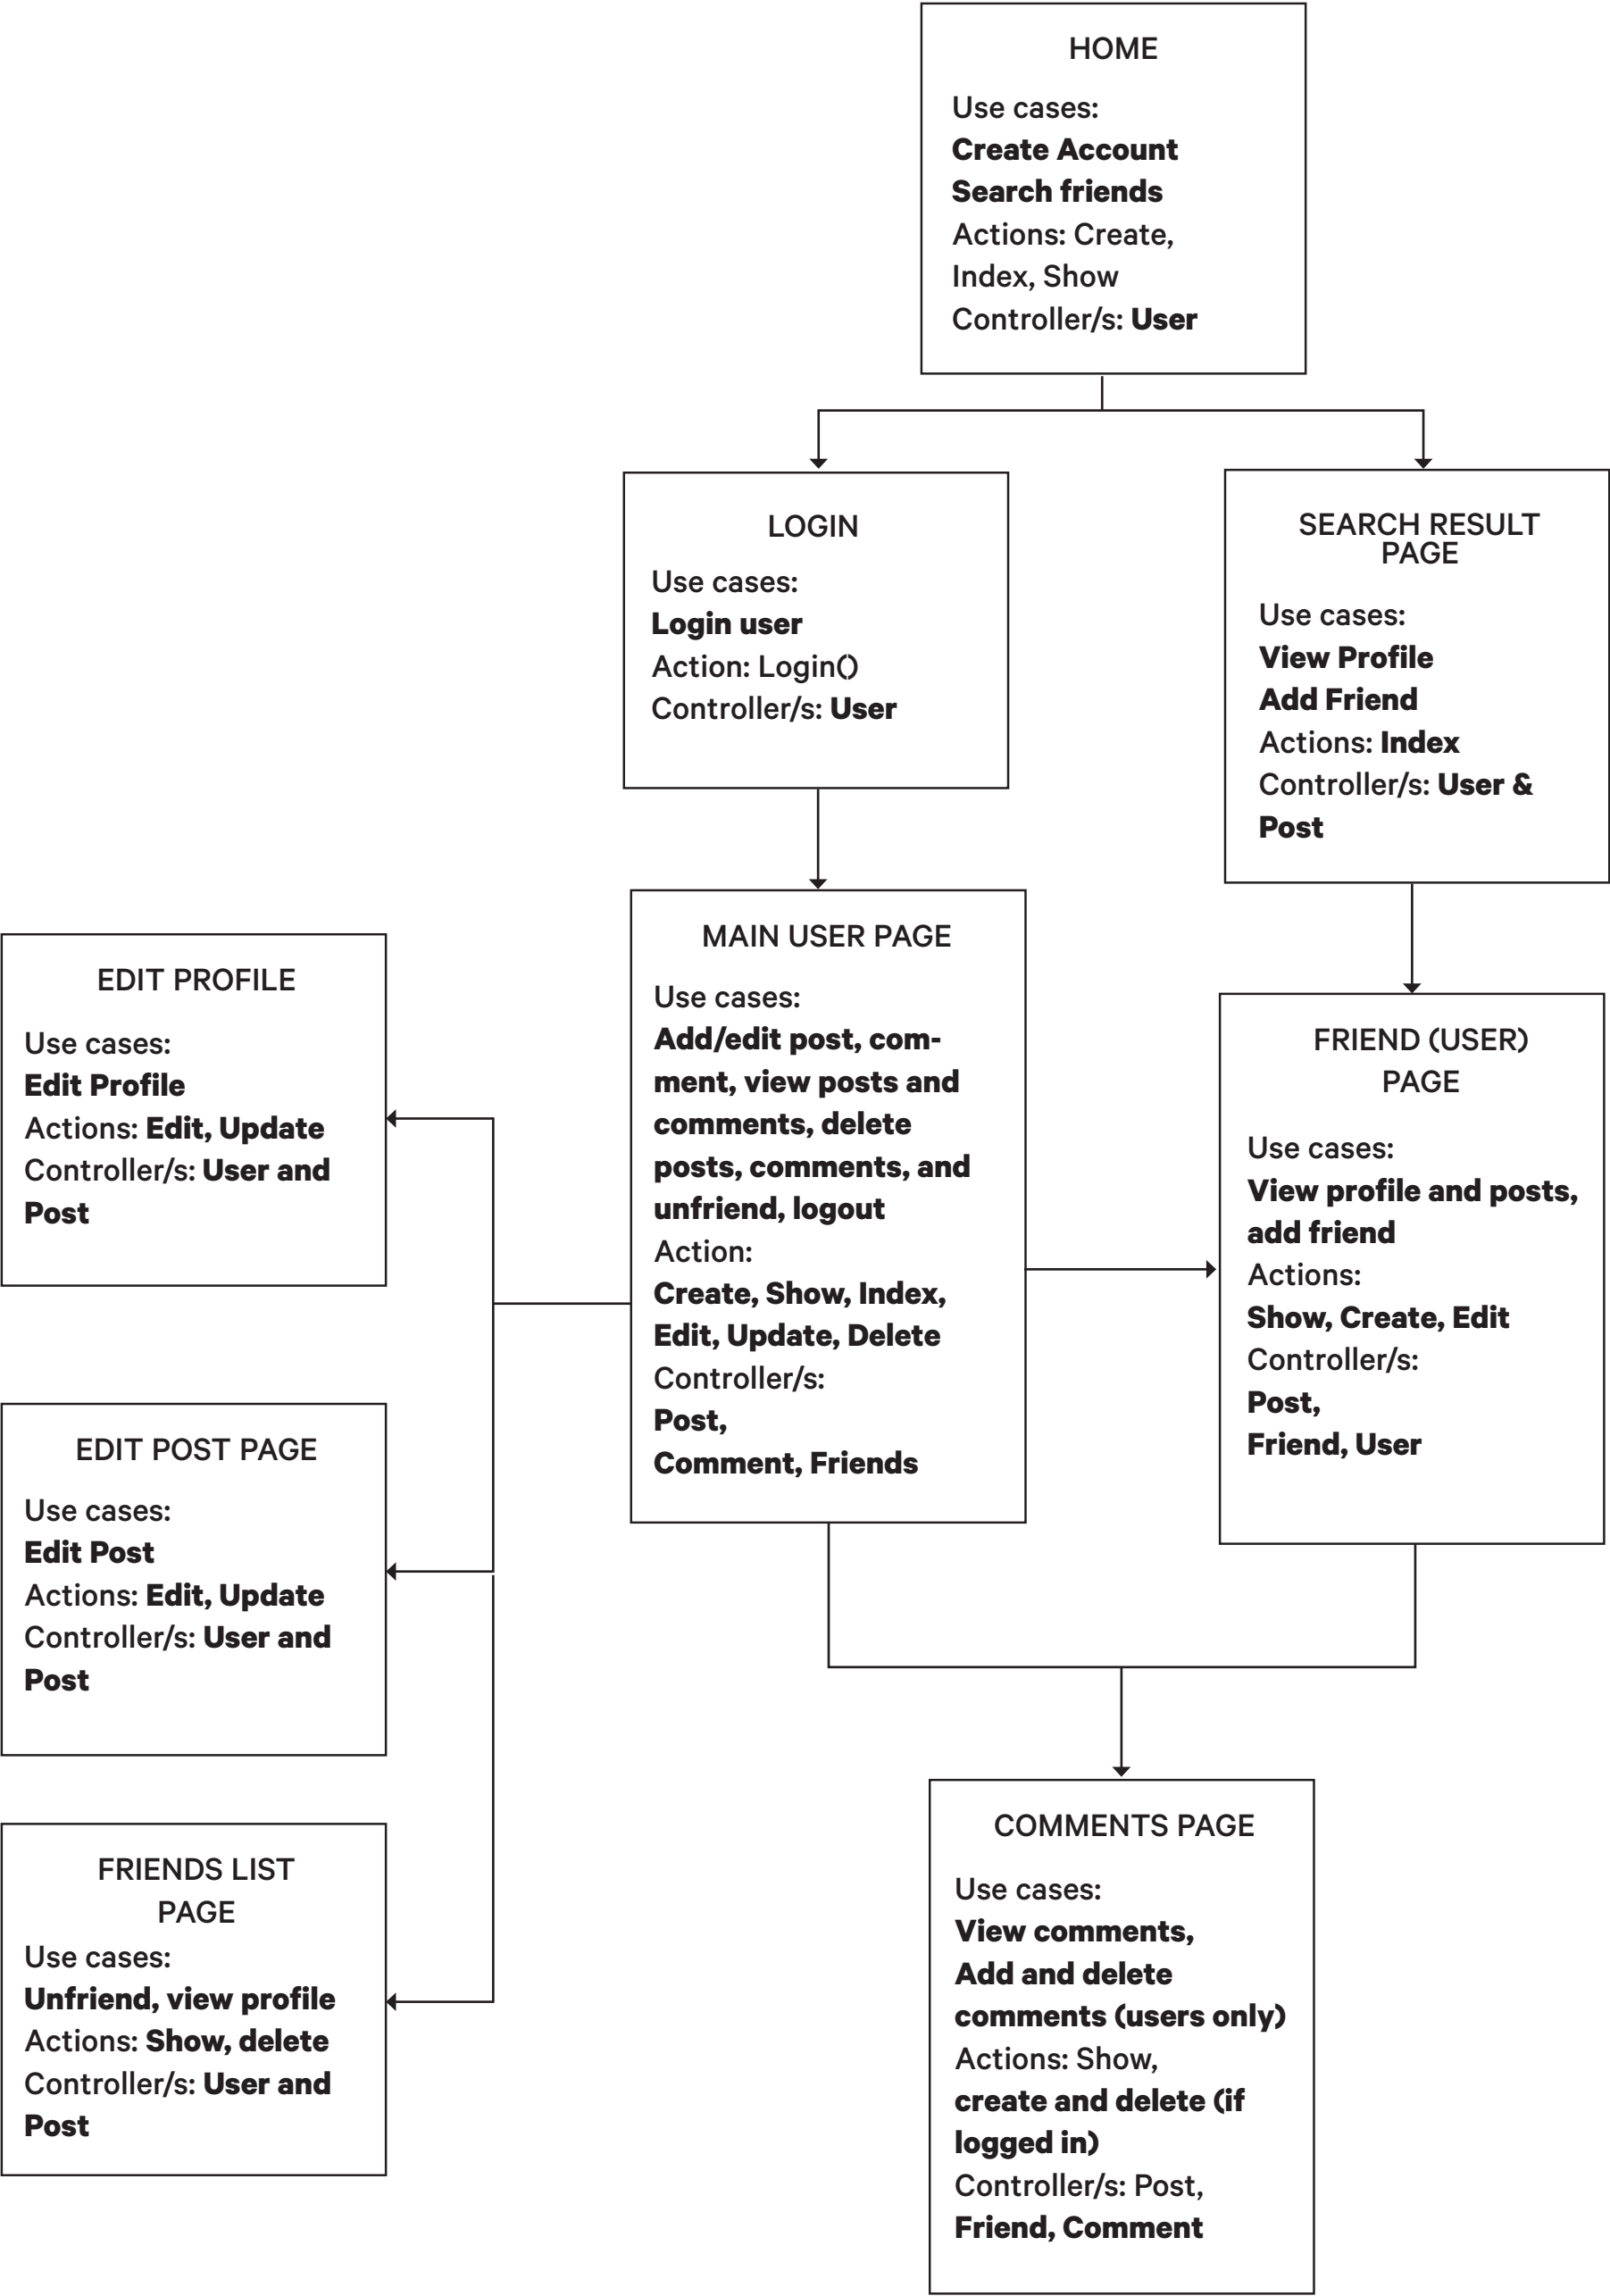 HOME
Use cases:
Create Account
Search friends
Actions: Create,
Index, Show
Controller/s: User
LOGIN
Use cases:
Login user
Action: Login()
Controller/s: User
SEARCH RESULT
PAGE
Use cases:
View Profile
Add Friend
Actions: Index
Controller/s: User &
Post
EDIT PROFILE
Use cases:
Edit Profile
Actions: Edit, Update
Controller/s: User and
Post
MAIN USER PAGE
Use cases:
Add/edit post, com-
ment, view posts and
comments, delete
posts, comments, and
unfriend, logout
Action:
Create, Show, Index,
Edit, Update, Delete
Controller/s:
Post,
Comment, Friends
FRIEND (USER)
PAGE
Use cases:
View profile and posts,
add friend
Actions:
Show, Create, Edit
Controller/s:
Post,
Friend, User
EDIT POST PAGE
Use cases:
Edit Post
Actions: Edit, Update
Controller/s: User and
Post
FRIENDS LIST
PAGE
Use cases:
Unfriend, view profile
Actions: Show, delete
Controller/s: User and
Post
COMMENTS PAGE
Use cases:
View comments,
Add and delete
comments (users only)
Actions: Show,
create and delete (if
logged in)
Controller/s: Post,
Friend, Comment